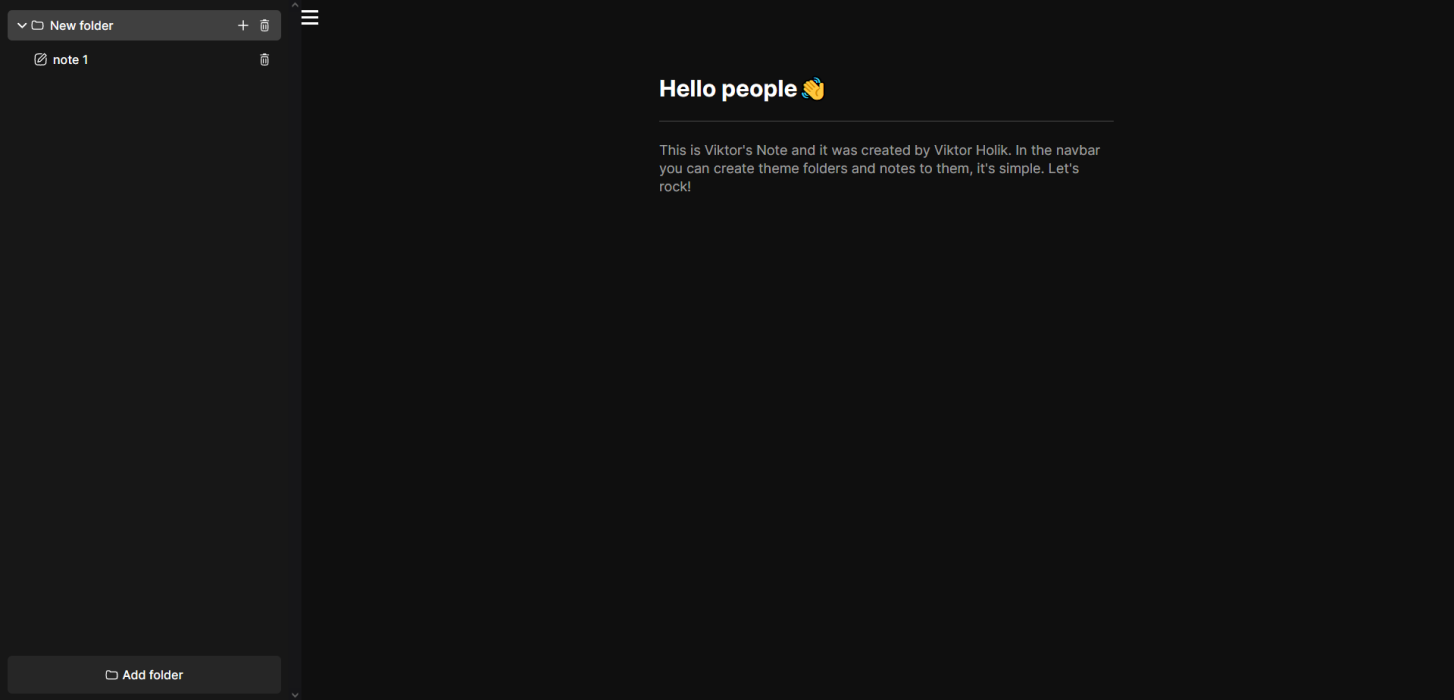 New folder
note 1
Hello people👋
This is Viktor's Note and it was created by Viktor Holik. In the navbar
you can create theme folders and notes to them, it's simple. Let's
rock!
Add folder